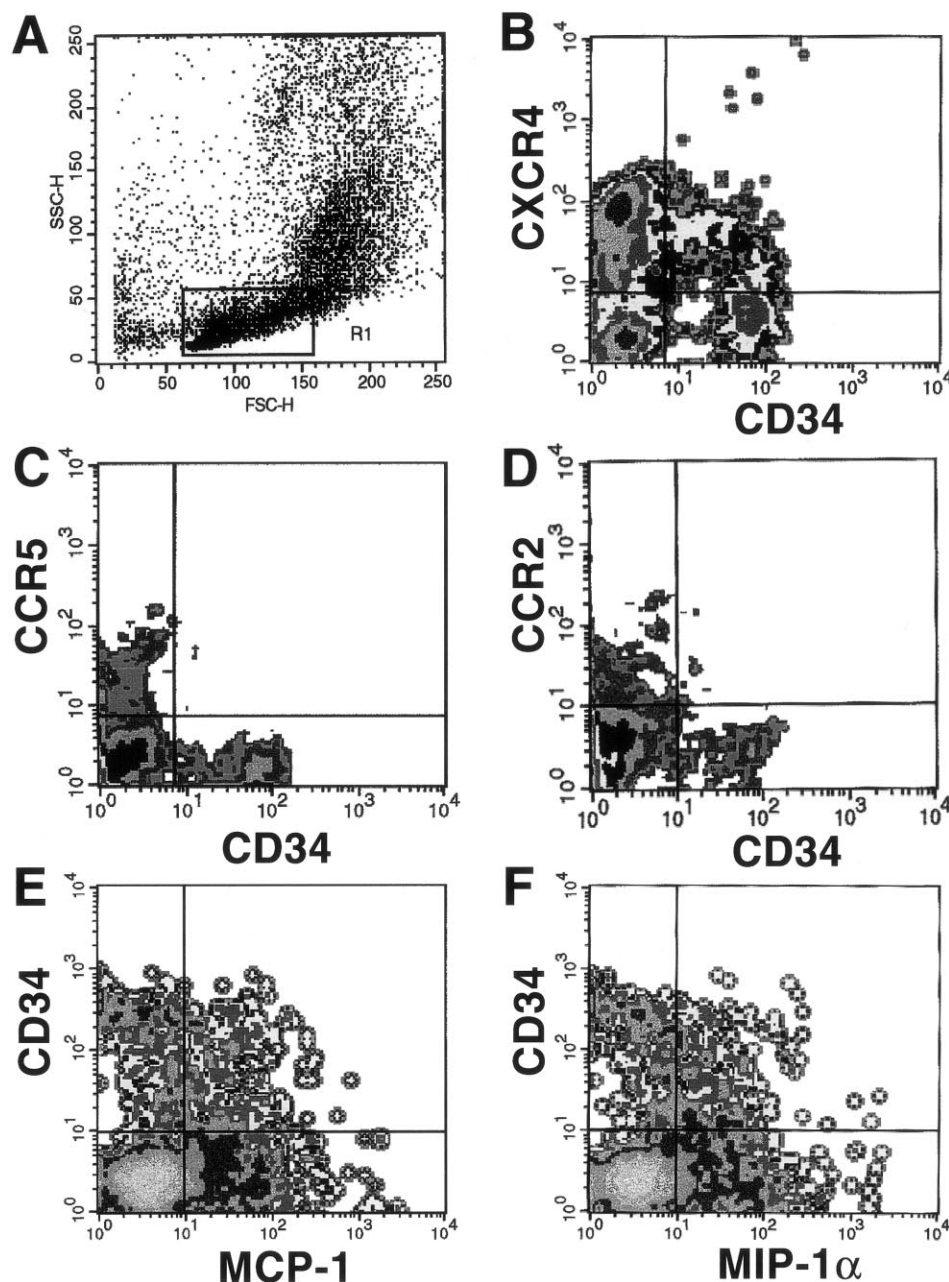 A
SSC-H
250
200
150
100
50
0
R1
0 50 100 150 200 250
FSC-H
B
CXCR4
10^4
10^3
10^2
10^1
10^0
10^0 10^1 10^2 10^3 10^4
CD34
C
CCR5
10^4
10^3
10^2
10^1
10^0
10^0 10^1 10^2 10^3 10^4
CD34
D
CCR2
10^4
10^3
10^2
10^1
10^0
10^0 10^1 10^2 10^3 10^4
CD34
E
CD34
10^4
10^3
10^2
10^1
10^0
10^0 10^1 10^2 10^3 10^4
MCP-1
F
CD34
10^4
10^3
10^2
10^1
10^0
10^0 10^1 10^2 10^3 10^4
MIP-1α